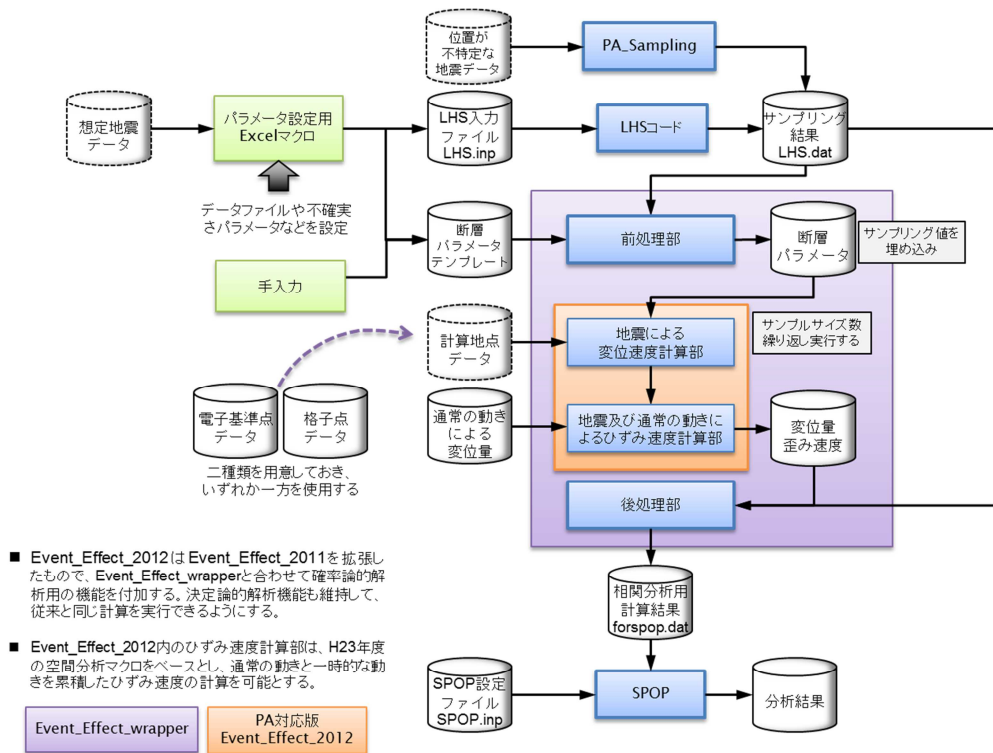 位置が
不特定な
地震データ
PA_Sampling
想定地震
データ
パラメータ設定用
Excelマクロ
LHS入力
ファイル
LHS.inp
LHSコード
サンプリング
結果
LHS.dat
データファイルや不確実
さパラメータなどを設定
断層
パラメータ
テンプレート
前処理部
断層
パラメータ
サンプリング値を
埋め込み
手入力
計算地点
データ
地震による
変位速度計算部
サンプルサイズ数
繰り返し実行する
電子基準点
データ
格子点
データ
通常の動き
による
変位量
地震及び通常の動きに
よるひずみ速度計算部
変位量
歪み速度
二種類を用意しておき、
いずれか一方を使用する
後処理部
■ Event_Effect_2012はEvent_Effect_2011を拡張し
たもので、Event_Effect_wrapperと合わせて確率論的解
析用の機能を付加する。決定論的解析機能も維持して、
従来と同じ計算を実行できるようにする。
相関分析用
計算結果
forspop.dat
■ Event_Effect_2012内のひずみ速度計算部は、H23年度
の空間分析マクロをベースとし、通常の動きと一時的な動
きを累積したひずみ速度の計算を可能とする。
SPOP設定
ファイル
SPOP.inp
SPOP
分析結果
Event_Effect_wrapper
PA対応版
Event_Effect_2012